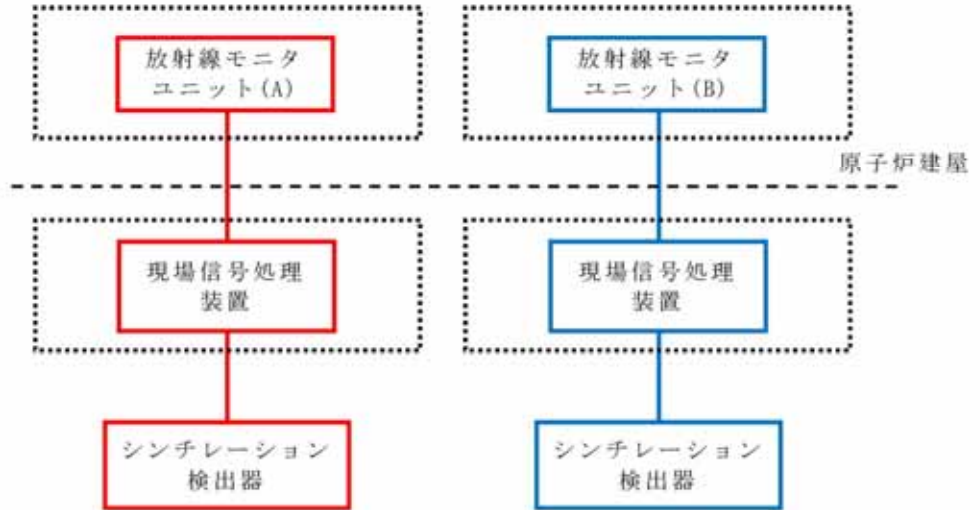 放射線モニタ
ユニット(A)
放射線モニタ
ユニット(B)
原子炉建屋
現場信号処理
装置
現場信号処理
装置
シンチレーション
検出器
シンチレーション
検出器